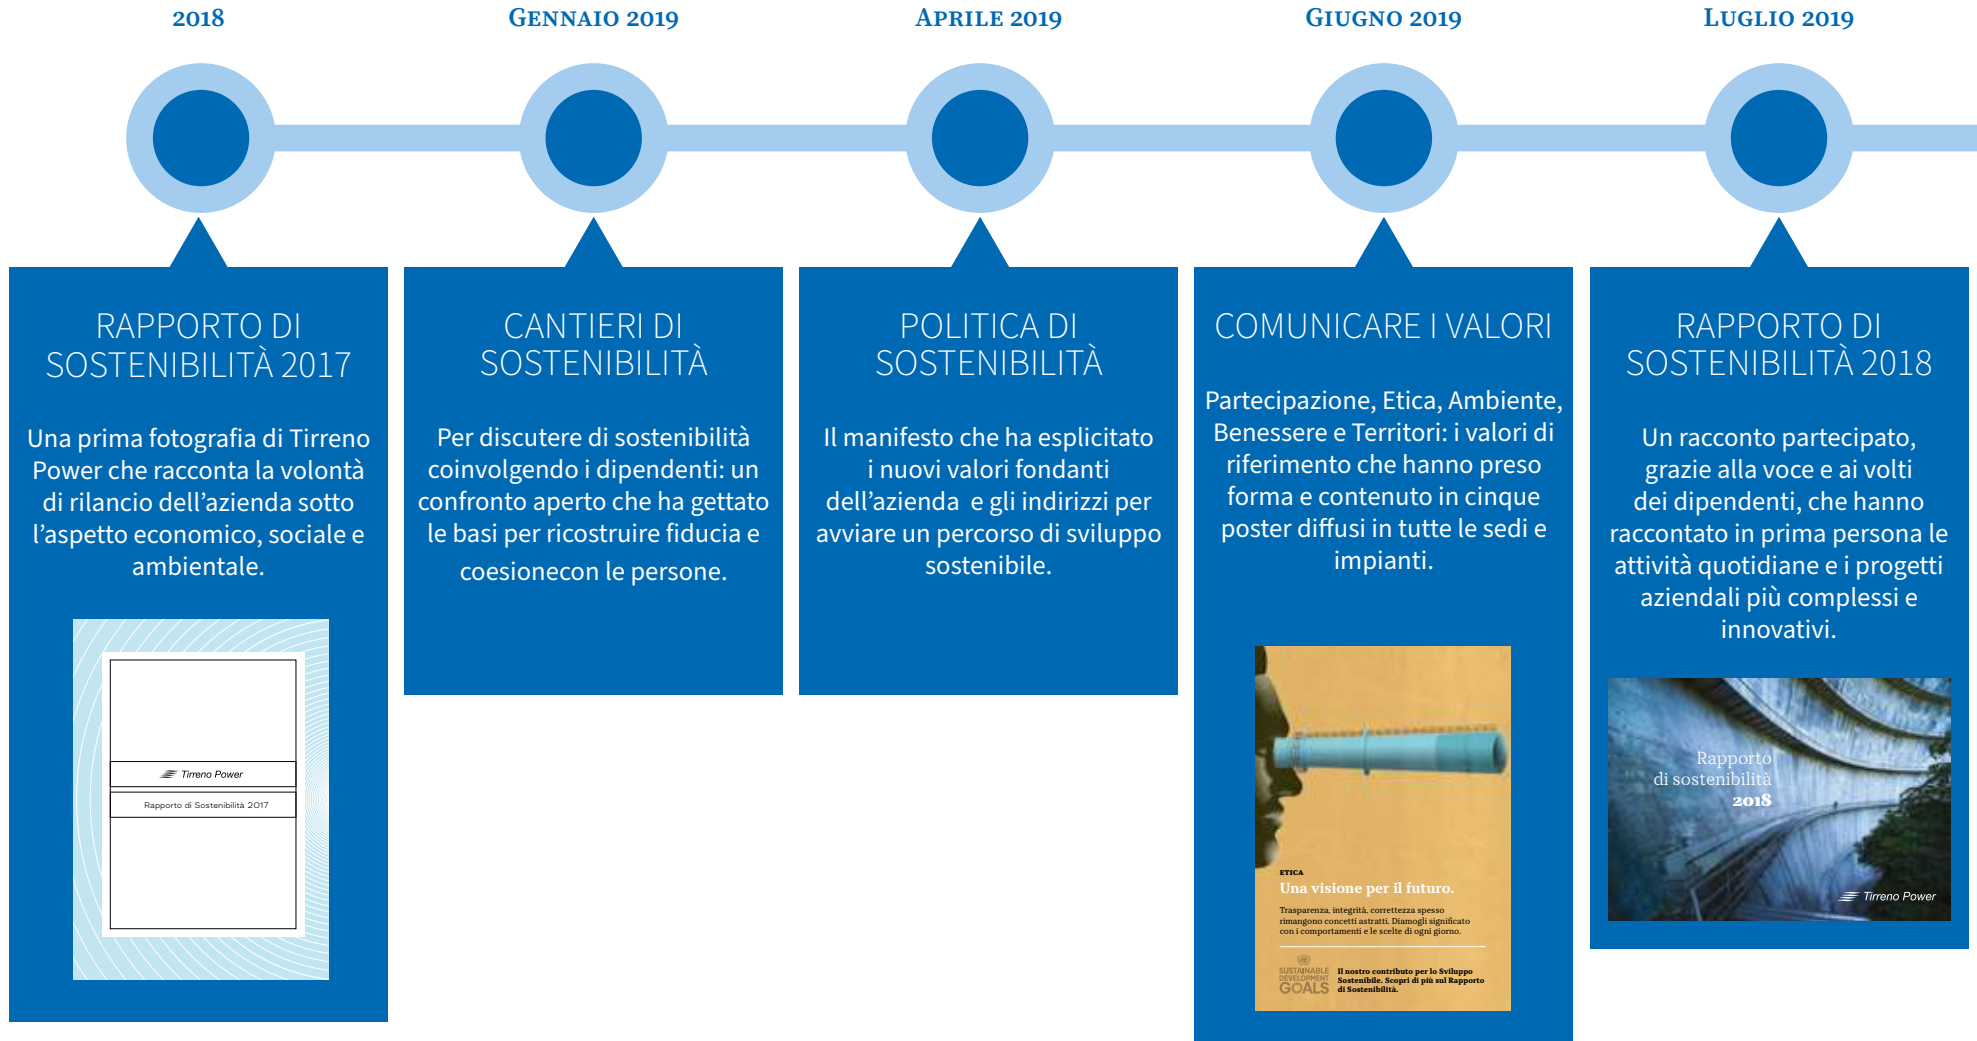 2018
GENNAIO 2019
APRILE 2019
GIUGNO 2019
LUGLIO 2019
RAPPORTO DI
SOSTENIBILITÀ 2017
Una prima fotografia di Tirreno
Power che racconta la volontà
di rilancio dell’azienda sotto
l’aspetto economico, sociale e
ambientale.
Tirreno Power
Rapporto di Sostenibilità 2017
CANTIERI DI
SOSTENIBILITÀ
Per discutere di sostenibilità
coinvolgendo i dipendenti: un
confronto aperto che ha gettato
le basi per ricostruire fiducia e
coesionecon le persone.
POLITICA DI
SOSTENIBILITÀ
Il manifesto che ha esplicitato
i nuovi valori fondanti
dell’azienda e gli indirizzi per
avviare un percorso di sviluppo
sostenibile.
COMUNICARE I VALORI
Partecipazione, Etica, Ambiente,
Benessere e Territori: i valori di
riferimento che hanno preso
forma e contenuto in cinque
poster diffusi in tutte le sedi e
impianti.
ETICA
Una visione per il futuro.
Trasparenza, integrità, correttezza spesso
rimangono concetti astratti. Diamogli significato
con i comportamenti e le scelte di ogni giorno.
SUSTAINABLE
DEVELOPMENT
GOALS
Il nostro contributo per lo Sviluppo
Sostenibile. Scopri di più sul Rapporto
di Sostenibilità.
RAPPORTO DI
SOSTENIBILITÀ 2018
Un racconto partecipato,
grazie alla voce e ai volti
dei dipendenti, che hanno
raccontato in prima persona le
attività quotidiane e i progetti
aziendali più complessi e
innovativi.
Rapporto
di sostenibilità
2018
Tirreno Power